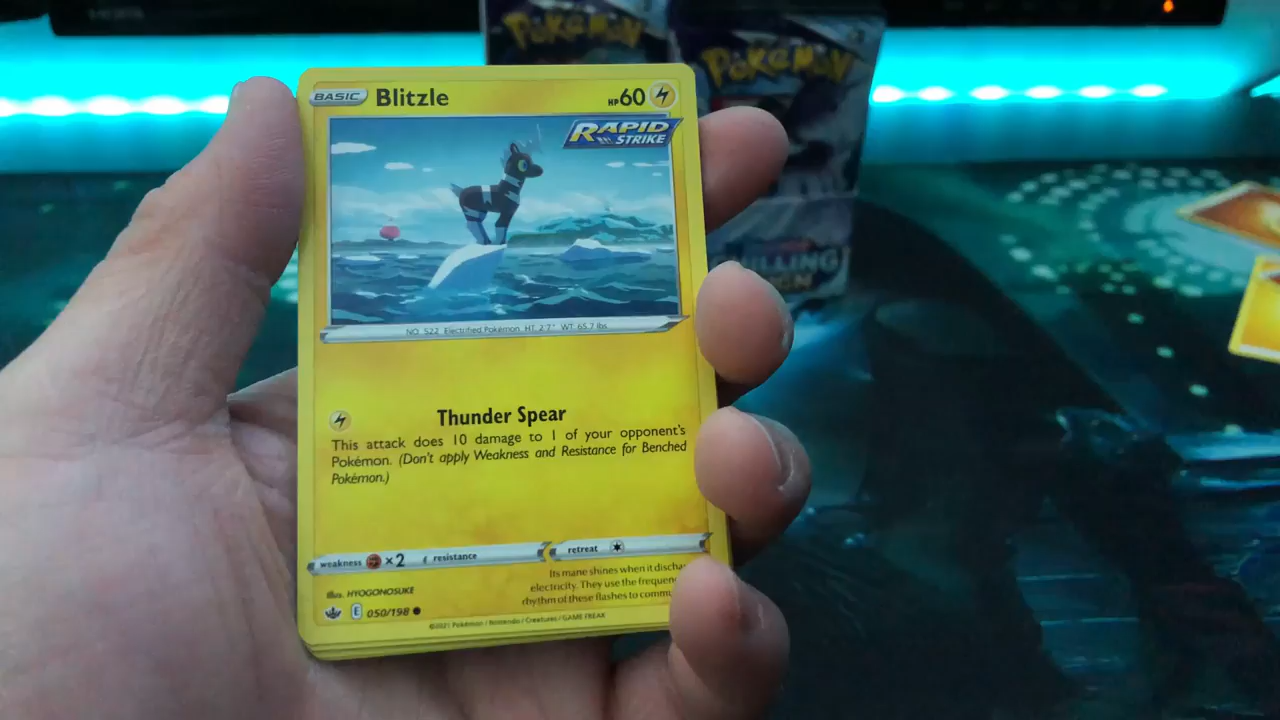 POKéMON
POKéMON
CHILLING
BASIC Blitzle HP60
RAPID
STRIKE
NO. 522 Electrified Pokémon HT: 2'7" WT: 65.7 lbs.
Thunder Spear
This attack does 10 damage to 1 of your opponent's
Pokémon. (Don't apply Weakness and Resistance for Benched
Pokémon.)
weakness ×2 resistance retreat
Its mane shines when it discha
electricity. They use the frequen
rhythm of these flashes to commu
Illus. HYOGONOSUKE
E 050/198
©2021 Pokémon / Nintendo / Creatures / GAME FREAK